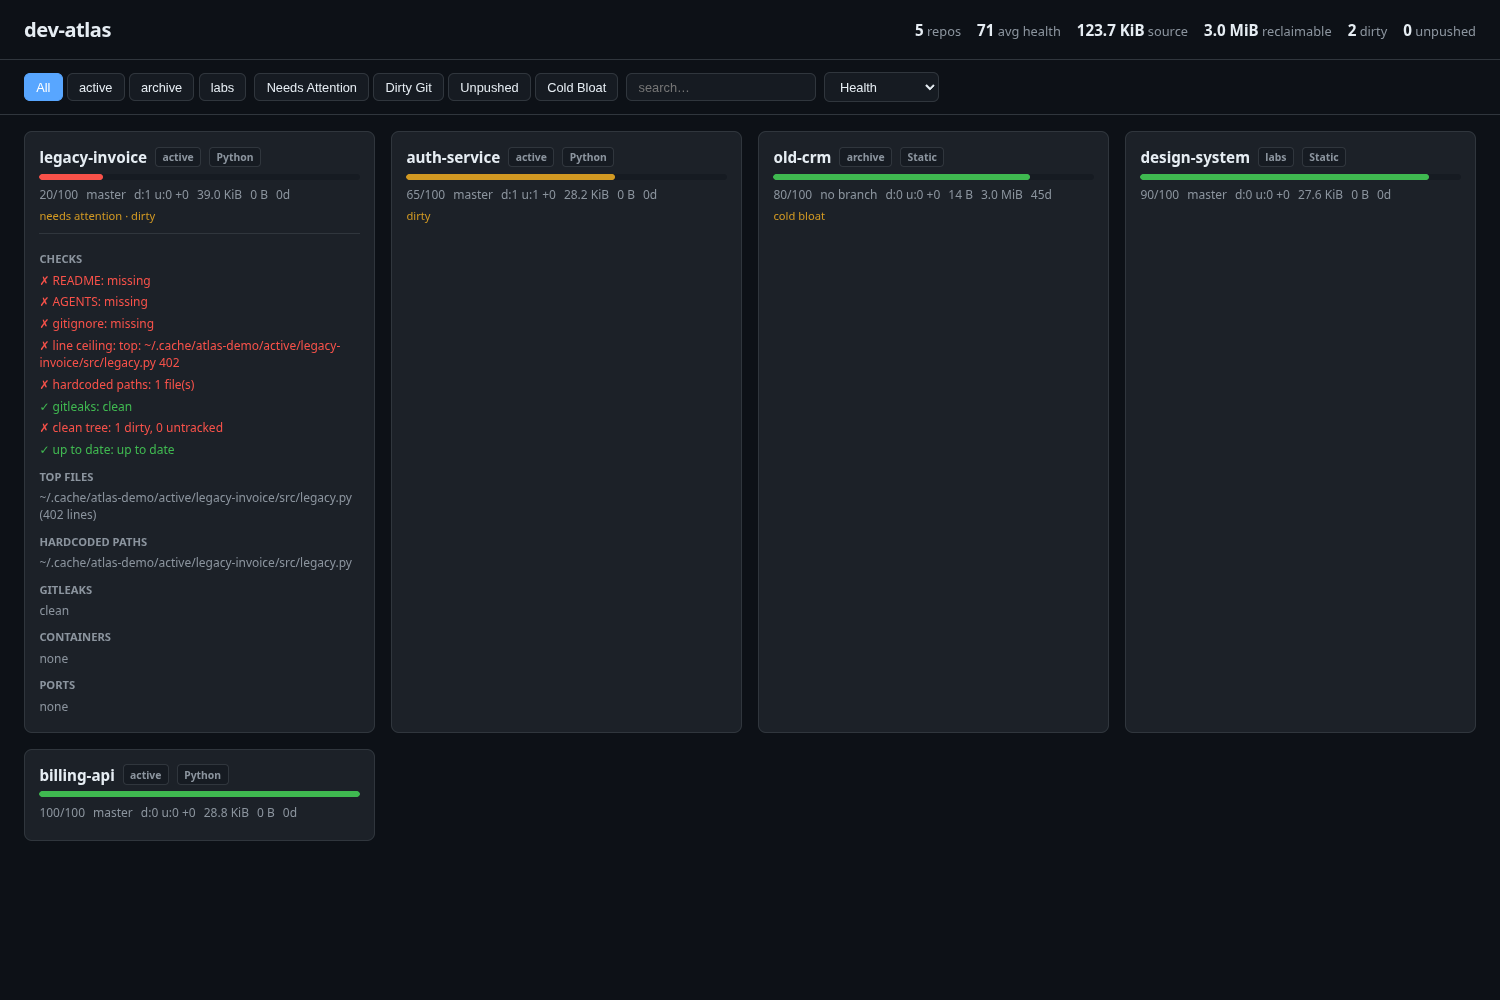 dev-atlas
5 repos 71 avg health 123.7 KiB source 3.0 MiB reclaimable 2 dirty 0 unpushed
All active archive labs Needs Attention Dirty Git Unpushed Cold Bloat search… Health
legacy-invoice active Python
20/100 master d:1 u:0 +0 39.0 KiB 0 B 0d
needs attention · dirty
CHECKS
✗ README: missing
✗ AGENTS: missing
✗ gitignore: missing
✗ line ceiling: top: ~/.cache/atlas-demo/active/legacy-
invoice/src/legacy.py 402
✗ hardcoded paths: 1 file(s)
✓ gitleaks: clean
✗ clean tree: 1 dirty, 0 untracked
✓ up to date: up to date
TOP FILES
~/.cache/atlas-demo/active/legacy-invoice/src/legacy.py
(402 lines)
HARDCODED PATHS
~/.cache/atlas-demo/active/legacy-invoice/src/legacy.py
GITLEAKS
clean
CONTAINERS
none
PORTS
none
auth-service active Python
65/100 master d:1 u:1 +0 28.2 KiB 0 B 0d
dirty
old-crm archive Static
80/100 no branch d:0 u:0 +0 14 B 3.0 MiB 45d
cold bloat
design-system labs Static
90/100 master d:0 u:0 +0 27.6 KiB 0 B 0d
billing-api active Python
100/100 master d:0 u:0 +0 28.8 KiB 0 B 0d